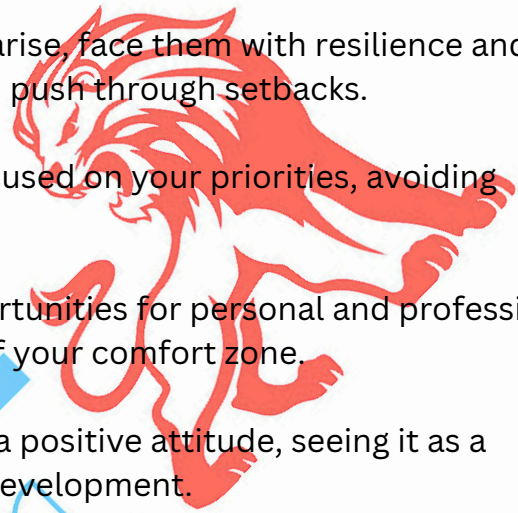 arise, face them with resilience and
push through setbacks.
used on your priorities, avoiding
rtunities for personal and professi
f your comfort zone.
a positive attitude, seeing it as a
evelopment.